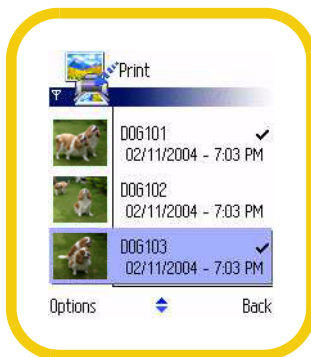 Print
D06101
02/11/2004 - 7:03 PM
D06102
02/11/2004 - 7:03 PM
D06103
02/11/2004 - 7:03 PM
Options
Back